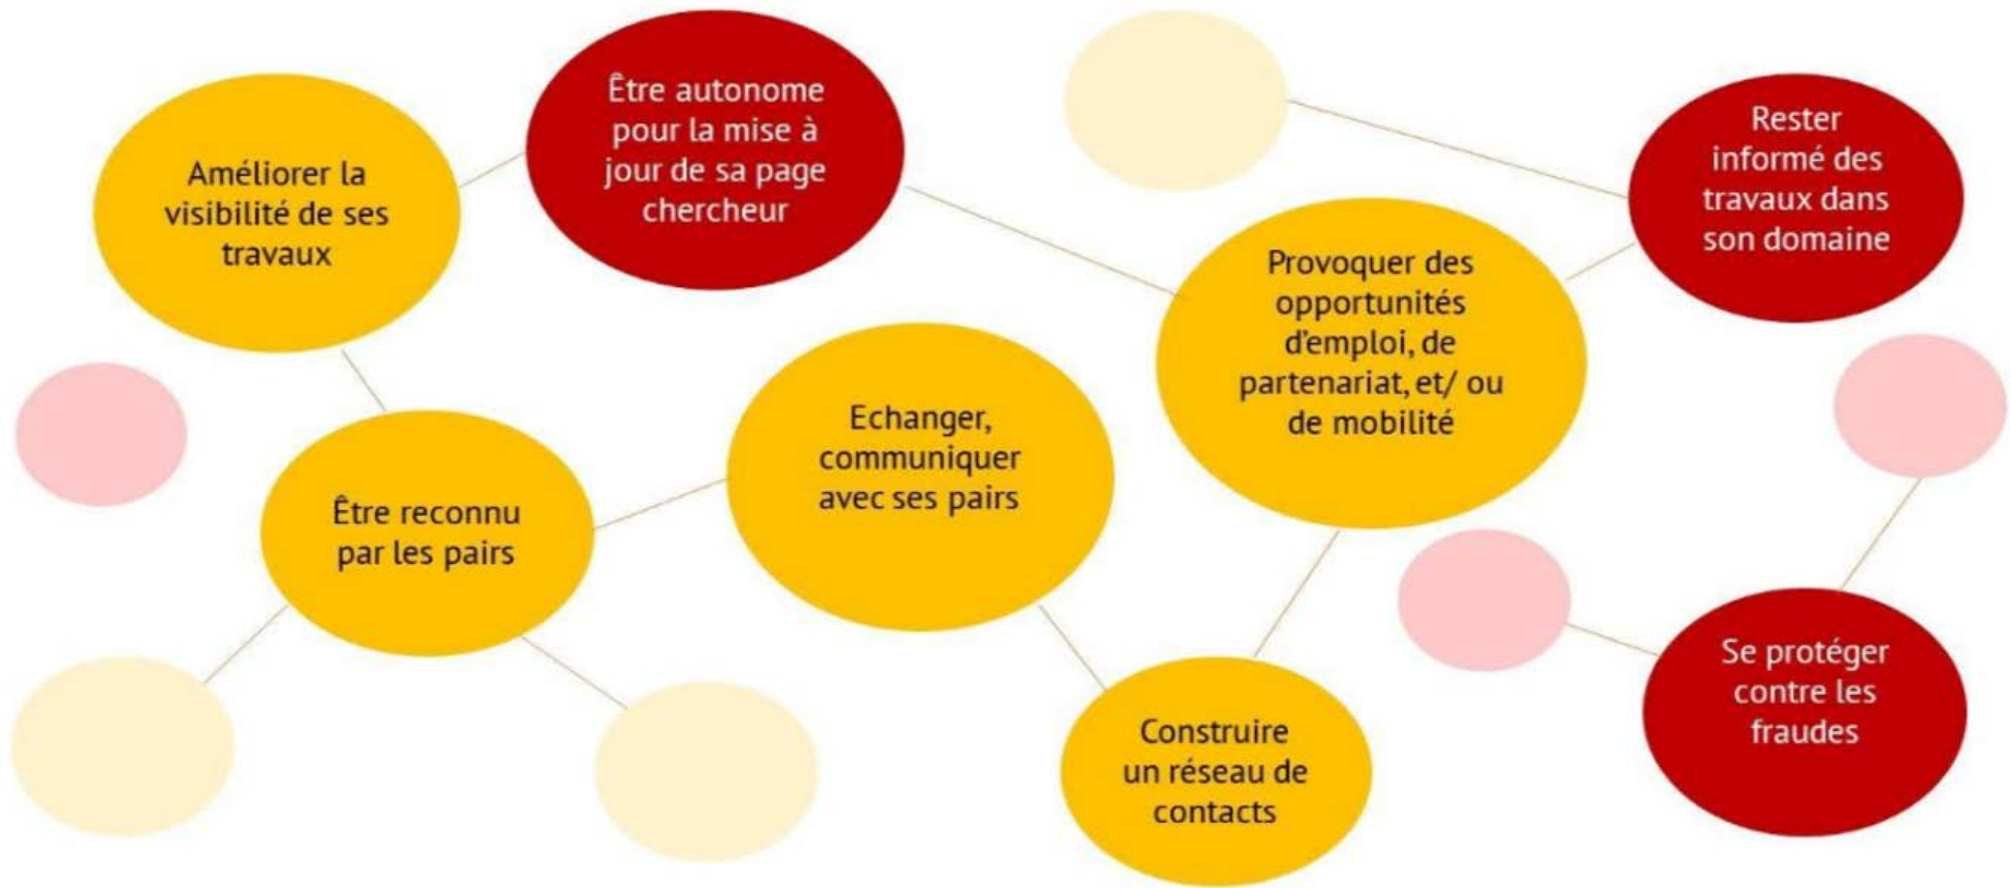 Améliorer la
visibilité de ses
travaux
Être autonome
pour la mise à
jour de sa page
chercheur
Rester
informé des
travaux dans
son domaine
Provoquer des
opportunités
d'emploi, de
partenariat, et/ ou
de mobilité
Echanger,
communiquer
avec ses pairs
Être reconnu
par les pairs
Construire
un réseau de
contacts
Se protéger
contre les
fraudes